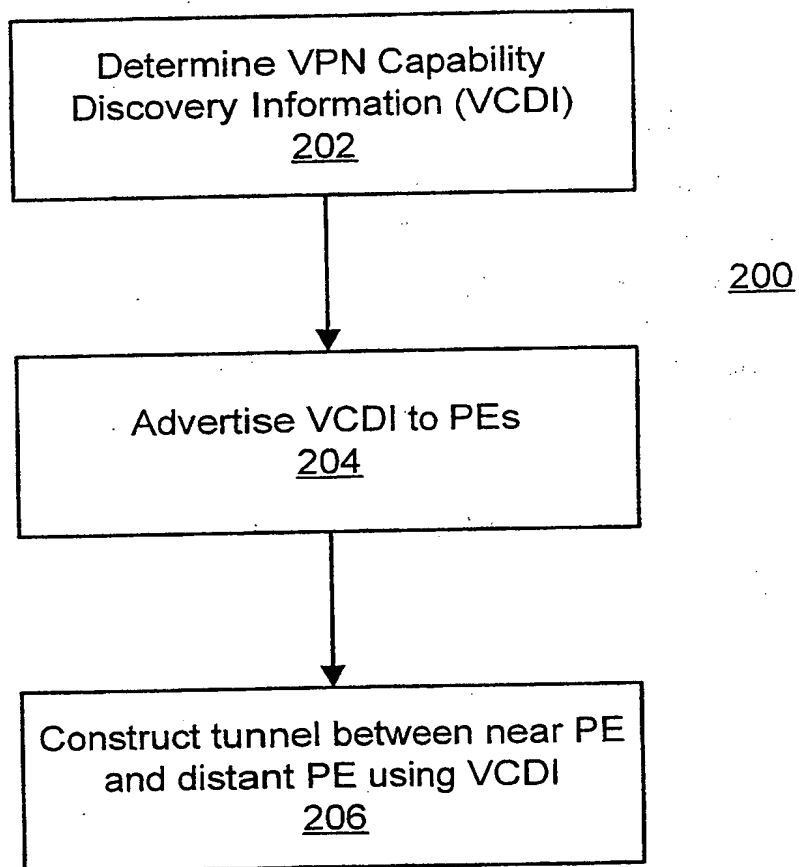 Determine VPN Capability
Discovery Information (VCDI)
202
200
Advertise VCDI to PEs
204
Construct tunnel between near PE
and distant PE using VCDI
206